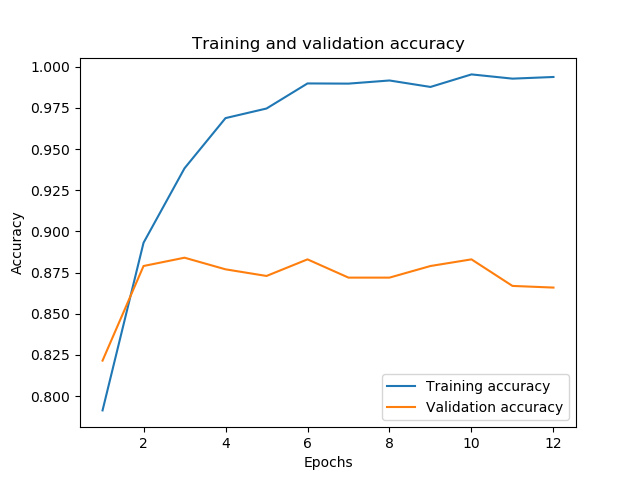 Training and validation accuracy
1.000
0.975
0.950
0.925
0.900
0.875
0.850
0.825
0.800
Accuracy
2 4 6 8 10 12
Epochs
Training accuracy
Validation accuracy